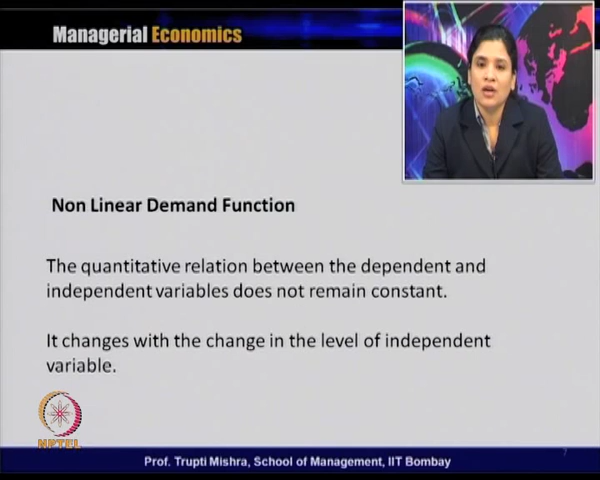 Managerial Economics
Non Linear Demand Function
The quantitative relation between the dependent and
independent variables does not remain constant.
It changes with the change in the level of independent
variable.
NPTEL
7
Prof. Trupti Mishra, School of Management, IIT Bombay